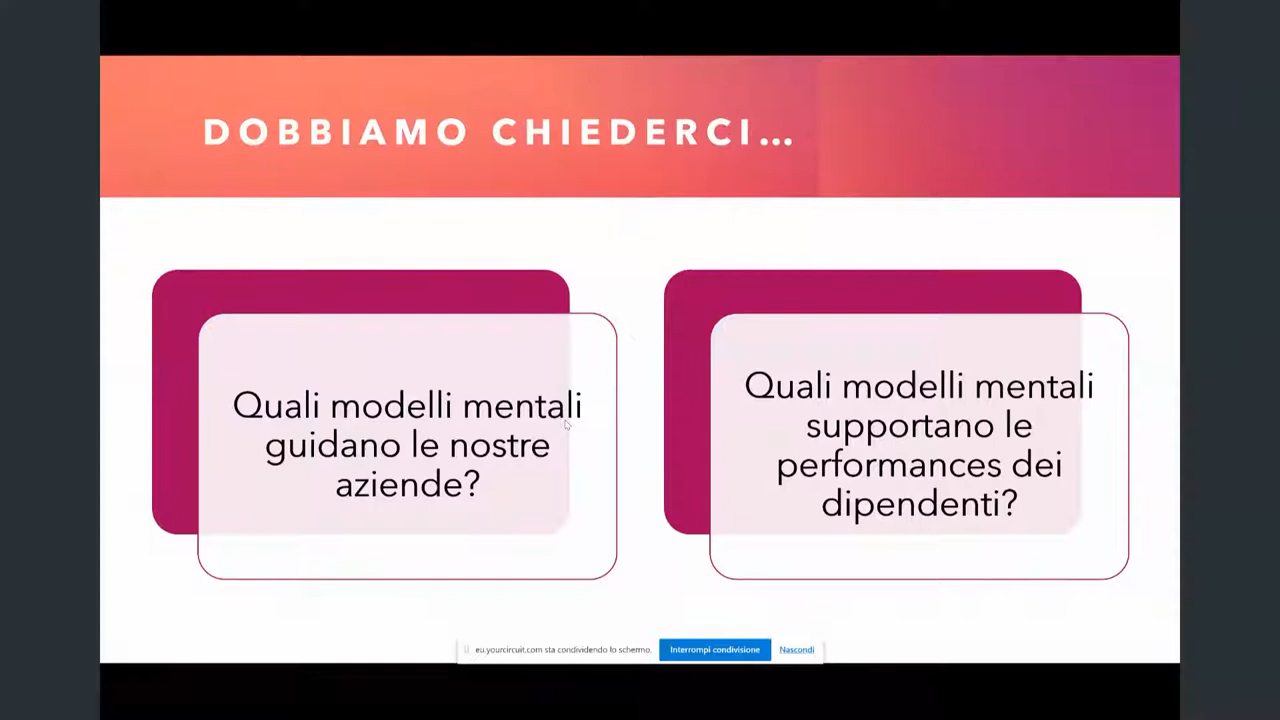 DOBBIAMO CHIEDERCI...
Quali modelli mentali
guidano le nostre
aziende?
Quali modelli mentali
supportano le
performances dei
dipendenti?
eu.yourcircuit.com sta condividendo lo schermo.
Interrompi condivisione
Nascondi